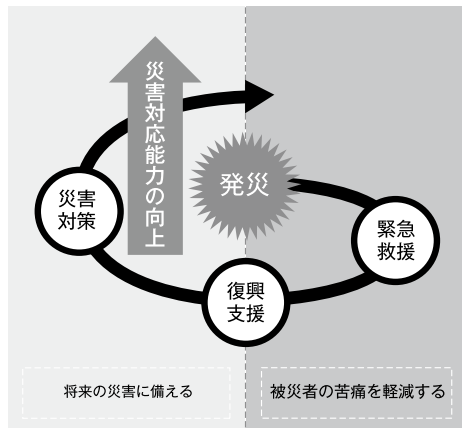 災害対応能力の向上
発災
災害
対策
緊急
救援
復興
支援
将来の災害に備える
被災者の苦痛を軽減する